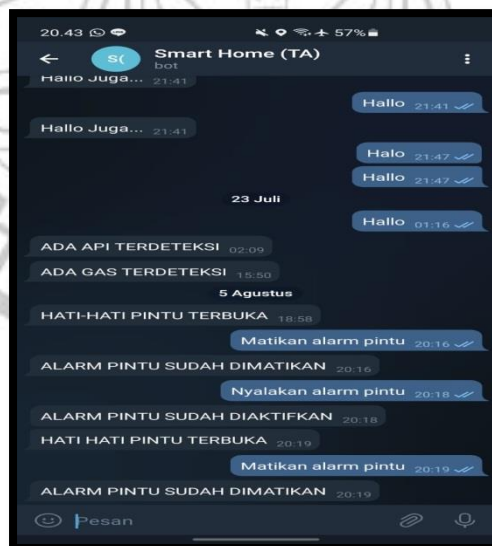 20.43 57%
S( Smart Home (TA)
bot
Hallo Juga... 21:41
Hallo 21:41
Hallo Juga... 21:41
Halo 21:47
Hallo 21:47
23 Juli
Hallo 01:16
ADA API TERDETEKSI 02:09
ADA GAS TERDETEKSI 15:50
5 Agustus
HATI-HATI PINTU TERBUKA 18:58
Matikan alarm pintu 20:16
ALARM PINTU SUDAH DIMATIKAN 20:16
Nyalakan alarm pintu 20:18
ALARM PINTU SUDAH DIAKTIFKAN 20:18
HATI HATI PINTU TERBUKA 20:19
Matikan alarm pintu 20:19
ALARM PINTU SUDAH DIMATIKAN 20:19
Pesan